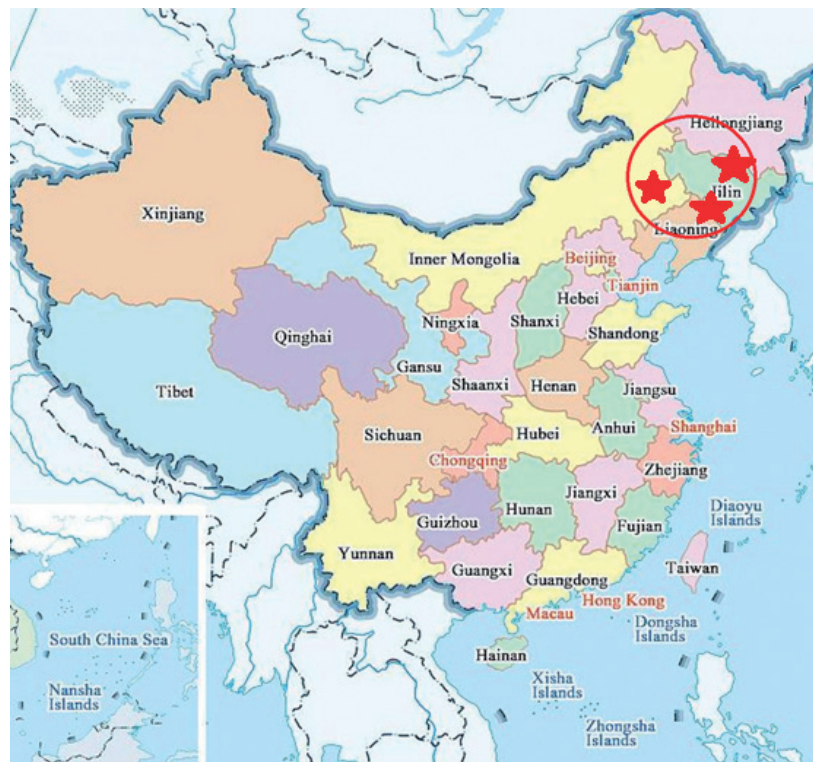 Heilongjiang
Jilin
Liaoning
Xinjiang
Inner Mongolia
Beijing
Tianjin
Hebei
Ningxia
Shanxi
Shandong
Qinghai
Gansu
Shaanxi
Henan
Jiangsu
Tibet
Sichuan
Hubei
Anhui
Shanghai
Chongqing
Zhejiang
Hunan
Jiangxi
Guizhou
Fujian
Diaoyu
Islands
Yunnan
Guangxi
Guangdong
Taiwan
Hong Kong
Macau
Dongsha
Islands
Hainan
Xisha
Islands
Zhongsha
Islands
South China Sea
Nansha
Islands